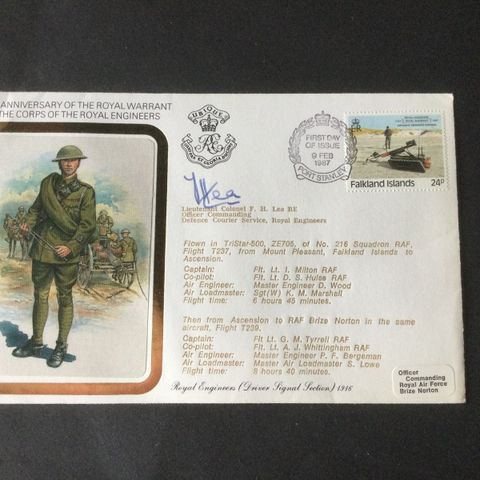 ANNIVERSARY OF THE ROYAL WARRANT
THE CORPS OF THE ROYAL ENGINEERS
UBIQUE
FIRST DAY
OF ISSUE
9 FEB
1987
PORT STANLEY
Falkland Islands 24p
Lea
Lieutenant Colonel F. H. Lea RE
Officer Commanding
Defence Courier Service, Royal Engineers
Flown in TriStar-500, ZE705, of No. 216 Squadron RAF,
Flight T237, from Mount Pleasant, Falkland Islands to
Ascension.
Captain: Flt. Lt. I. Milton RAF
Co-pilot: Flt. Lt. D. S. Hulse RAF
Air Engineer: Master Engineer D. Wood
Air Loadmaster: Sgt(W) K. M. Marshall
Flight time: 6 hours 45 minutes.
Then from Ascension to RAF Brize Norton in the same
aircraft, Flight T239.
Captain: Flt. Lt. G. M. Tyrrell RAF
Co-pilot: Flt. Lt. A. J. Whittingham RAF
Air Engineer: Master Engineer P. F. Bergeman
Air Loadmaster: Master Air Loadmaster S. Lowe
Flight time: 8 hours 40 minutes.
Royal Engineers (Driver Signal Section) 1916
Officer
Commanding
Royal Air Force
Brize Norton